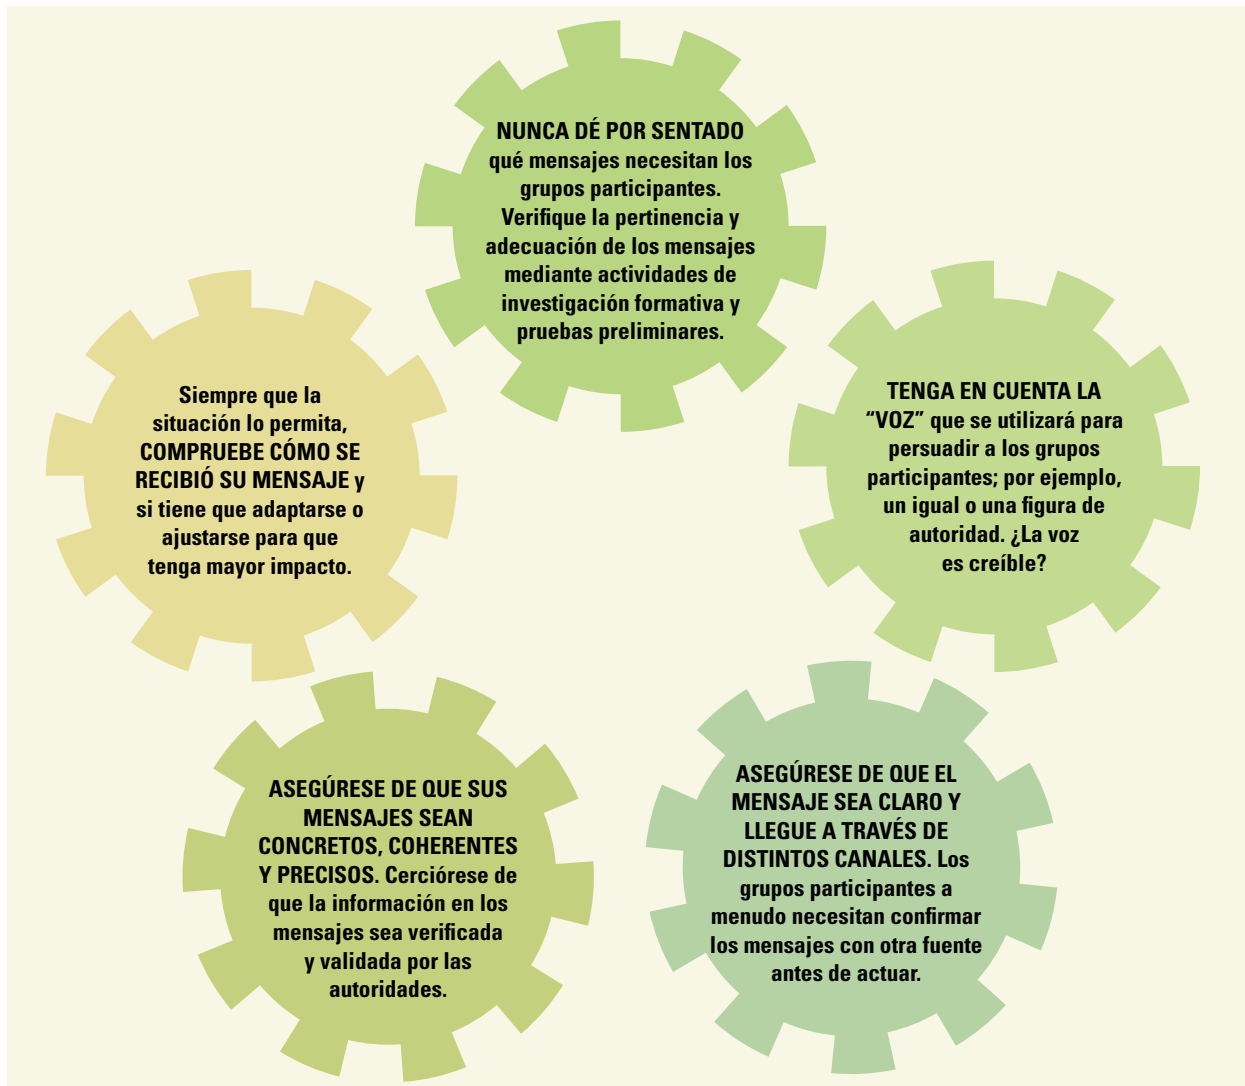 NUNCA DÉ POR SENTADO
qué mensajes necesitan los
grupos participantes.
Verifique la pertinencia y
adecuación de los mensajes
mediante actividades de
investigación formativa y
pruebas preliminares.
TENGA EN CUENTA LA
“VOZ” que se utilizará para
persuadir a los grupos
participantes; por ejemplo,
un igual o una figura de
autoridad. ¿La voz
es creíble?
ASEGÚRESE DE QUE EL
MENSAJE SEA CLARO Y
LLEGUE A TRAVÉS DE
DISTINTOS CANALES. Los
grupos participantes a
menudo necesitan confirmar
los mensajes con otra fuente
antes de actuar.
ASEGÚRESE DE QUE SUS
MENSAJES SEAN
CONCRETOS, COHERENTES
Y PRECISOS. Cerciórese de
que la información en los
mensajes sea verificada
y validada por las
autoridades.
Siempre que la
situación lo permita,
COMPRUEBE CÓMO SE
RECIBIÓ SU MENSAJE y
si tiene que adaptarse o
ajustarse para que
tenga mayor impacto.